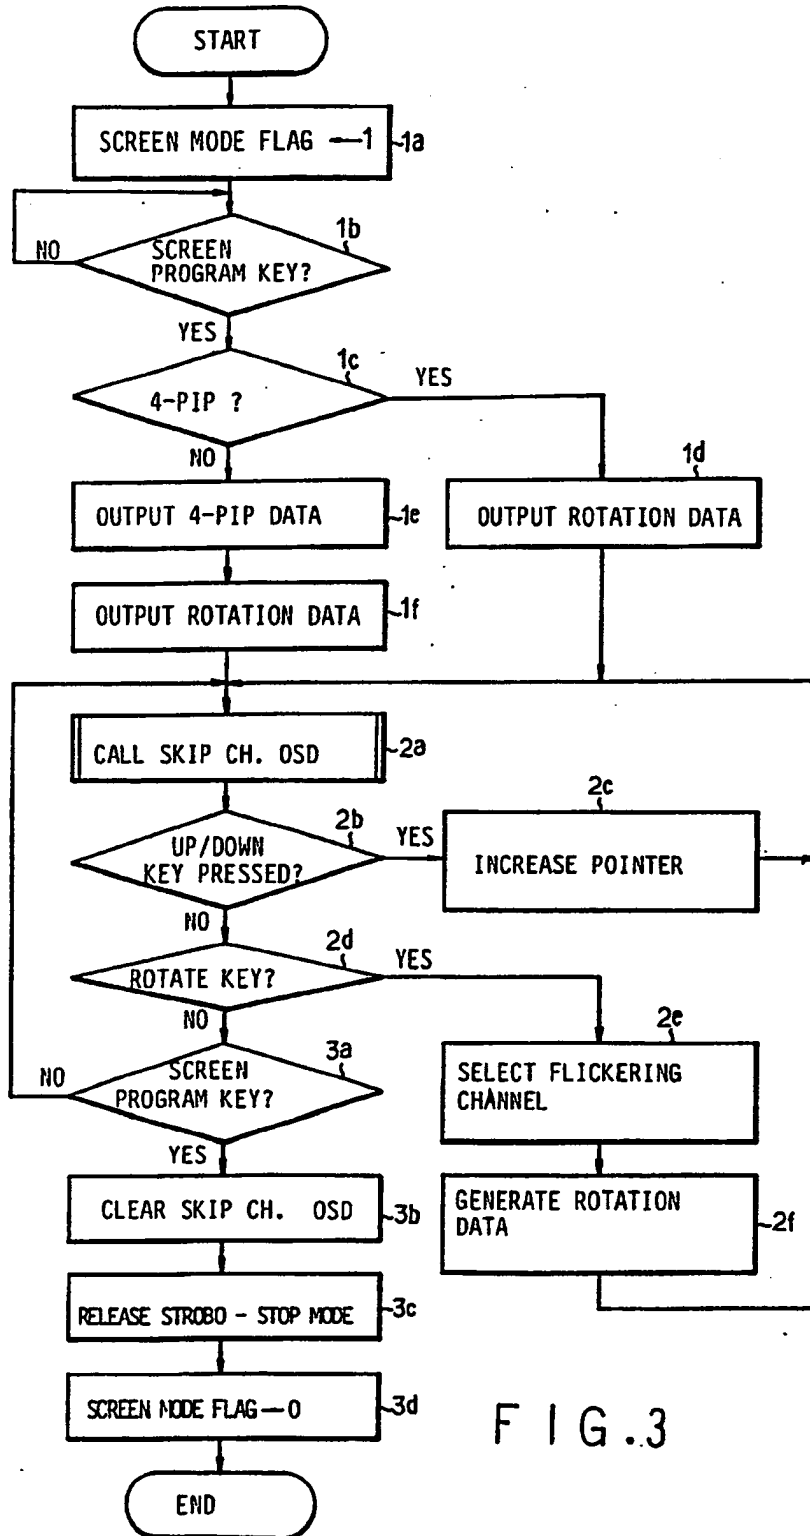 START
SCREEN MODE FLAG ←1
1a
1b
NO
SCREEN
PROGRAM KEY?
YES
1c
YES
4-PIP ?
NO
1d
OUTPUT 4-PIP DATA
1e
OUTPUT ROTATION DATA
OUTPUT ROTATION DATA
1f
CALL SKIP CH. OSD
2a
2c
2b
YES
UP/DOWN
KEY PRESSED?
INCREASE POINTER
NO
2d
YES
ROTATE KEY?
NO
2e
3a
NO
SCREEN
PROGRAM KEY?
SELECT FLICKERING
CHANNEL
YES
CLEAR SKIP CH. OSD
3b
GENERATE ROTATION
DATA
2f
RELEASE STROBO - STOP MODE
3c
SCREEN MODE FLAG—0
3d
FIG.3
END